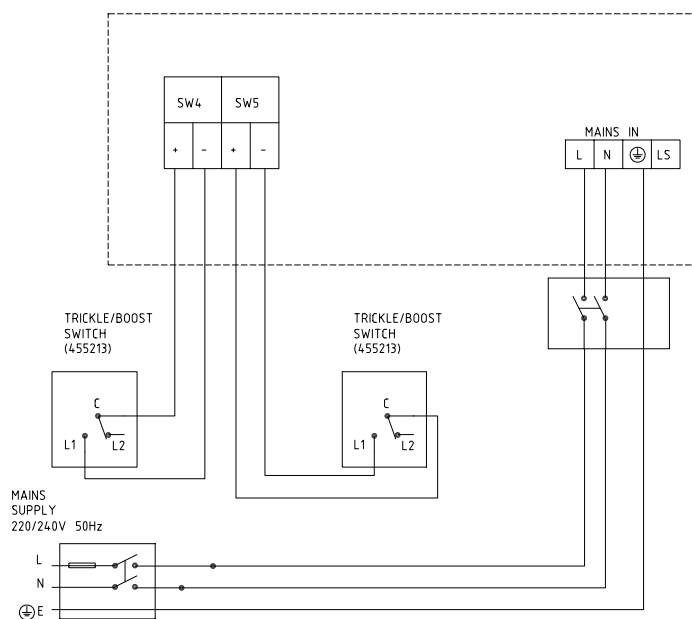 SW4 SW5
+ - + -
MAINS IN
L N LS
TRICKLE/BOOST
SWITCH
(455213)
C
L1 L2
TRICKLE/BOOST
SWITCH
(455213)
C
L1 L2
MAINS
SUPPLY
220/240V 50Hz
L
N
E